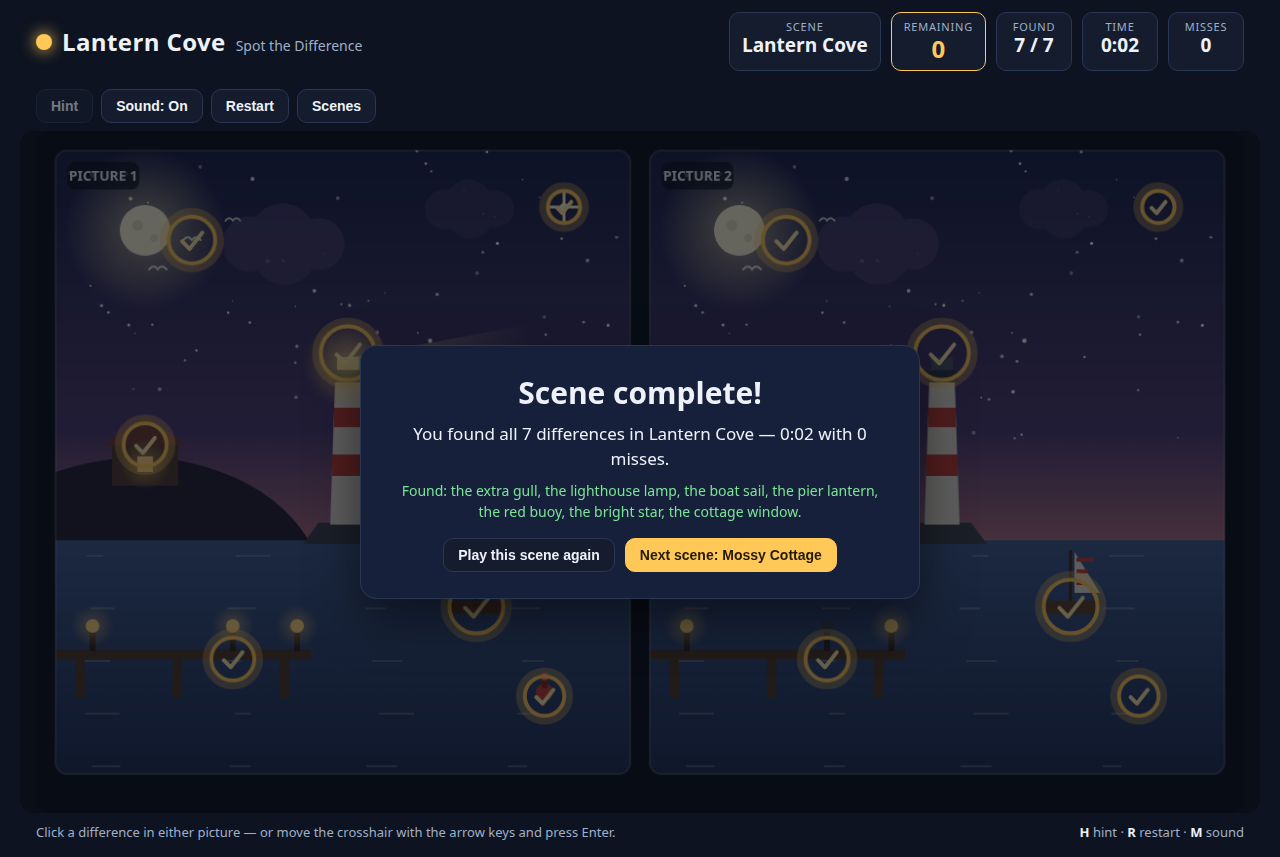 Lantern Cove Spot the Difference
SCENE
Lantern Cove
REMAINING
0
FOUND
7 / 7
TIME
0:02
MISSES
0
Hint
Sound: On
Restart
Scenes
PICTURE 1
PICTURE 2
Scene complete!
You found all 7 differences in Lantern Cove — 0:02 with 0
misses.
Found: the extra gull, the lighthouse lamp, the boat sail, the pier lantern,
the red buoy, the bright star, the cottage window.
Play this scene again
Next scene: Mossy Cottage
Click a difference in either picture — or move the crosshair with the arrow keys and press Enter.
H hint · R restart · M sound